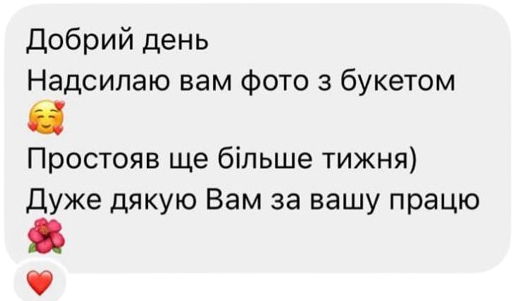 Добрий день
Надсилаю вам фото з букетом
🥰
Простояв ще більше тижня)
Дуже дякую Вам за вашу працю
🌺
❤️